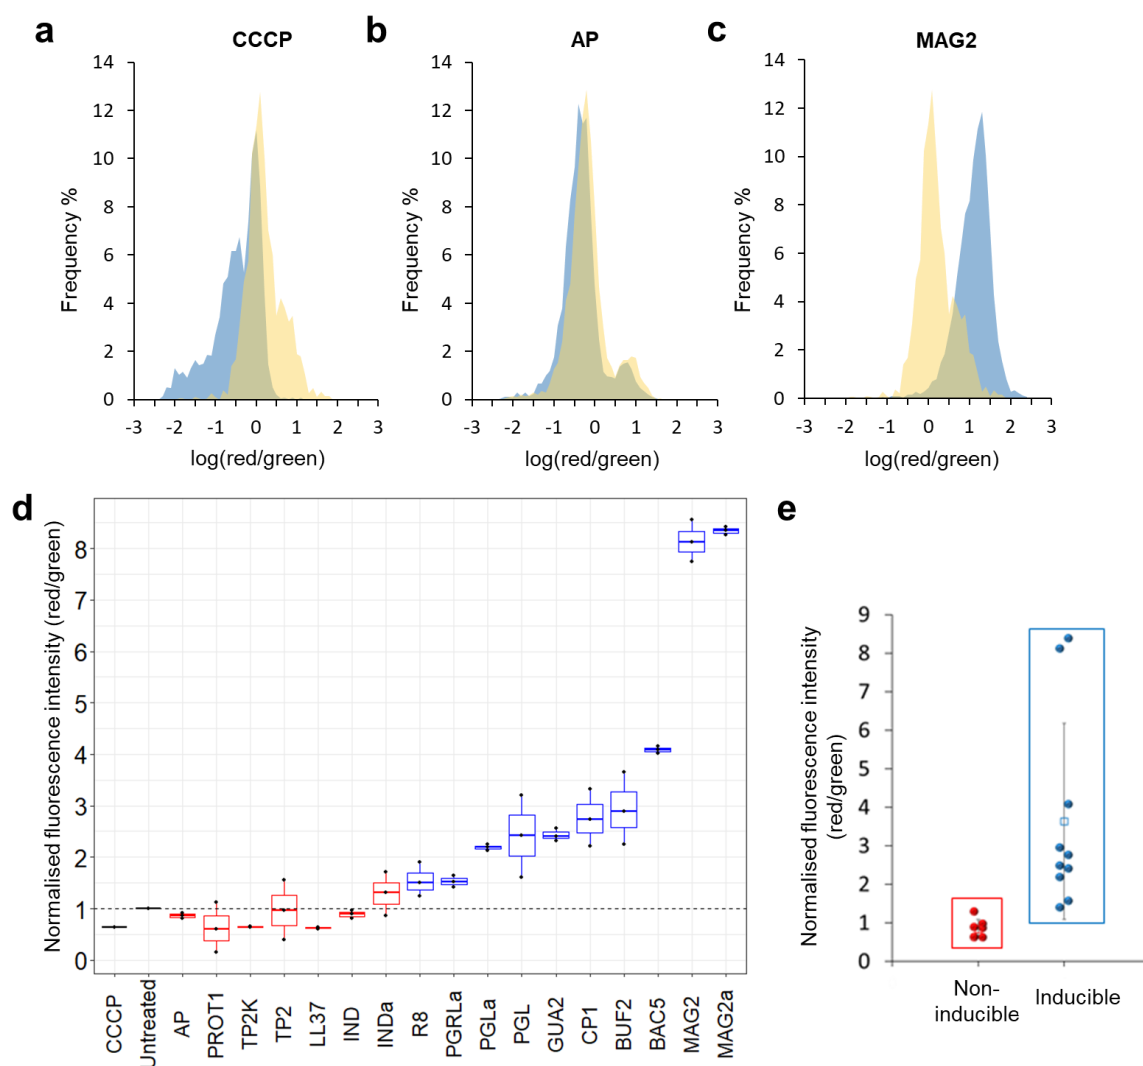 a
CCCP
14
12
10
8
6
4
2
0
Frequency %
-3 -2 -1 0 1 2 3
log(red/green)
b
AP
14
12
10
8
6
4
2
0
Frequency %
-3 -2 -1 0 1 2 3
log(red/green)
c
MAG2
14
12
10
8
6
4
2
0
Frequency %
-3 -2 -1 0 1 2 3
log(red/green)
d
Normalised fluorescence intensity (red/green)
8
7
6
5
4
3
2
1
0
CCCP
Untreated
AP
PROT1
TP2K
TP2
LL37
IND
INDa
R8
PGRLa
PGLa
PGL
GUA2
CP1
BUF2
BAC5
MAG2
MAG2a
e
Normalised fluorescence intensity
(red/green)
9
8
7
6
5
4
3
2
1
0
Non-
inducible
Inducible